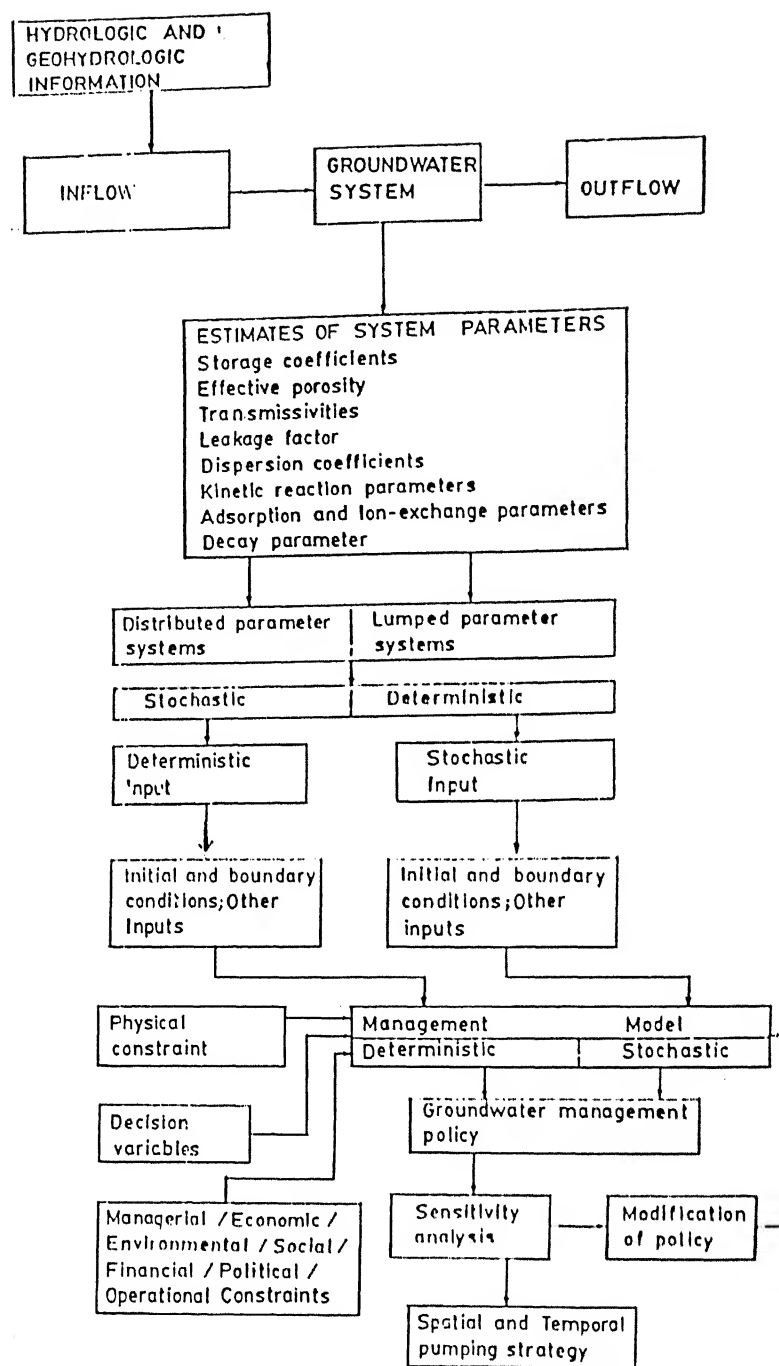 HYDROLOGIC AND
GEOHYDROLOGIC
INFORMATION
INFLOW
GROUNDWATER
SYSTEM
OUTFLOW
ESTIMATES OF SYSTEM PARAMETERS
Storage coefficients
Effective porosity
Transmissivities
Leakage factor
Dispersion coefficients
Kinetic reaction parameters
Adsorption and Ion-exchange parameters
Decay parameter
Distributed parameter
systems
Lumped parameter
systems
Stochastic
Deterministic
Deterministic
Input
Stochastic
Input
Initial and boundary
conditions;Other
Inputs
Initial and boundary
conditions;Other
inputs
Physical
constraint
Management Model
Deterministic
Stochastic
Decision
variables
Groundwater management
policy
Managerial / Economic /
Environmental / Social /
Financial / Political /
Operational Constraints
Sensitivity
analysis
Modification
of policy
Spatial and Temporal
pumping strategy